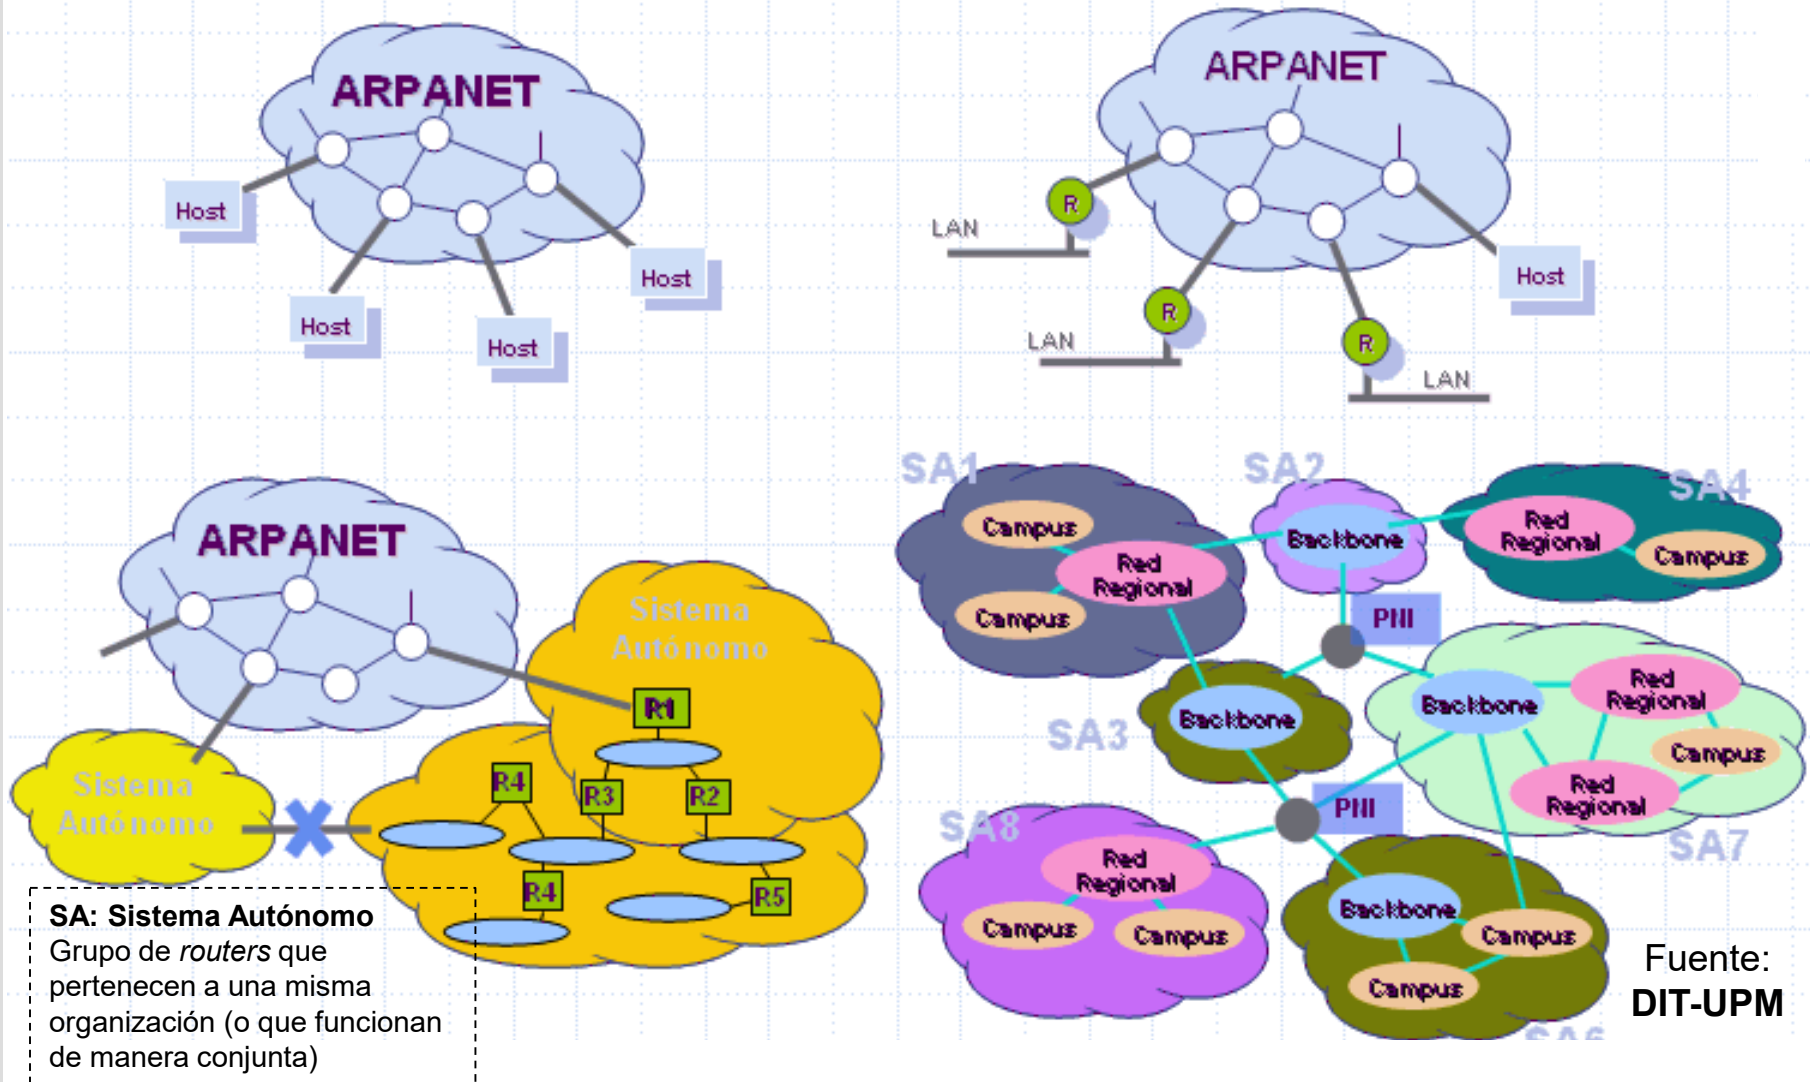 ARPANET
Host
Host
Host
Host
ARPANET
R
LAN
R
LAN
R
LAN
Host
ARPANET
Sistema
Autónomo
R1
R4
R3
R2
R4
R5
Sistema
Autónomo
SA: Sistema Autónomo
Grupo de routers que
pertenecen a una misma
organización (o que funcionan
de manera conjunta)
SA1
Campus
Red
Regional
Campus
SA2
Backbone
SA4
Red
Regional
Campus
PNI
SA3
Backbone
Backbone
Red
Regional
Campus
Red
Regional
SA7
PNI
SA8
Red
Regional
Campus
Campus
Backbone
Campus
Campus
SA6
Fuente:
DIT-UPM